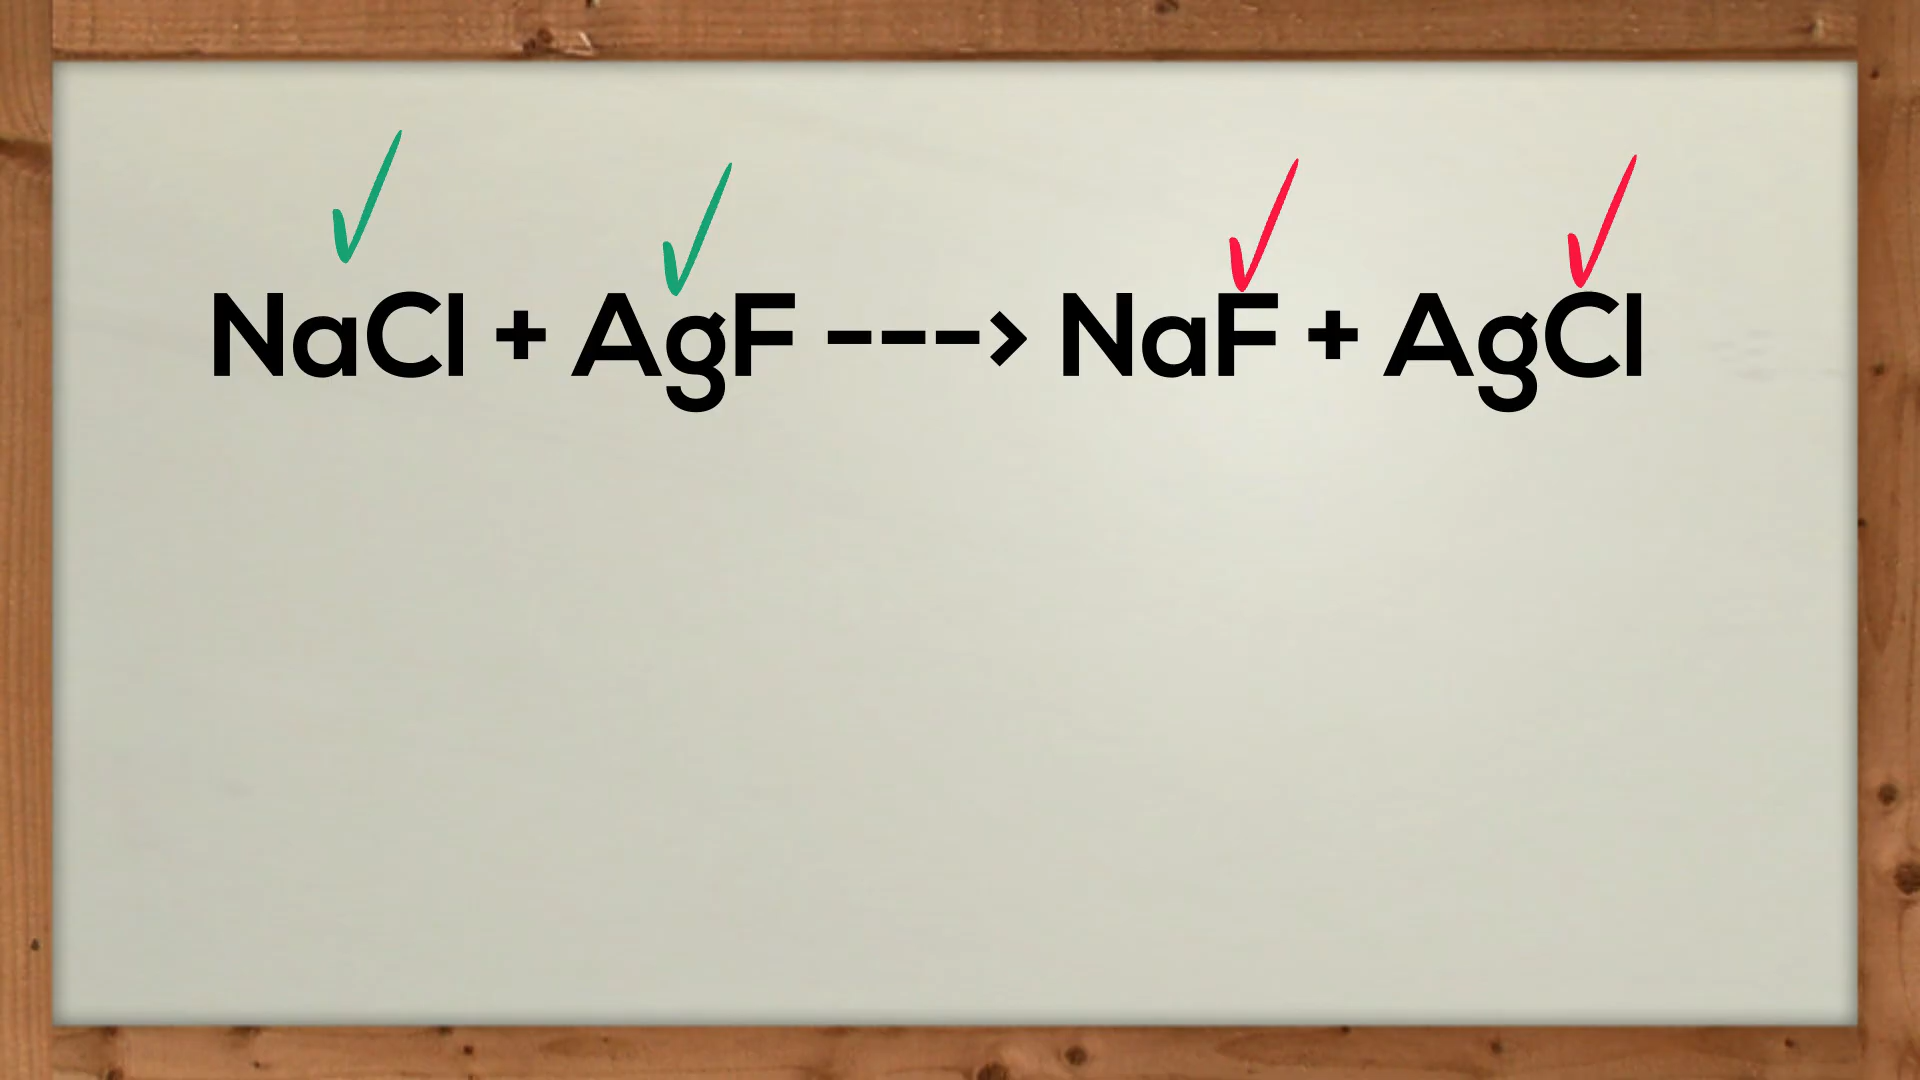 NaCl + AgF ---> NaF + AgCl